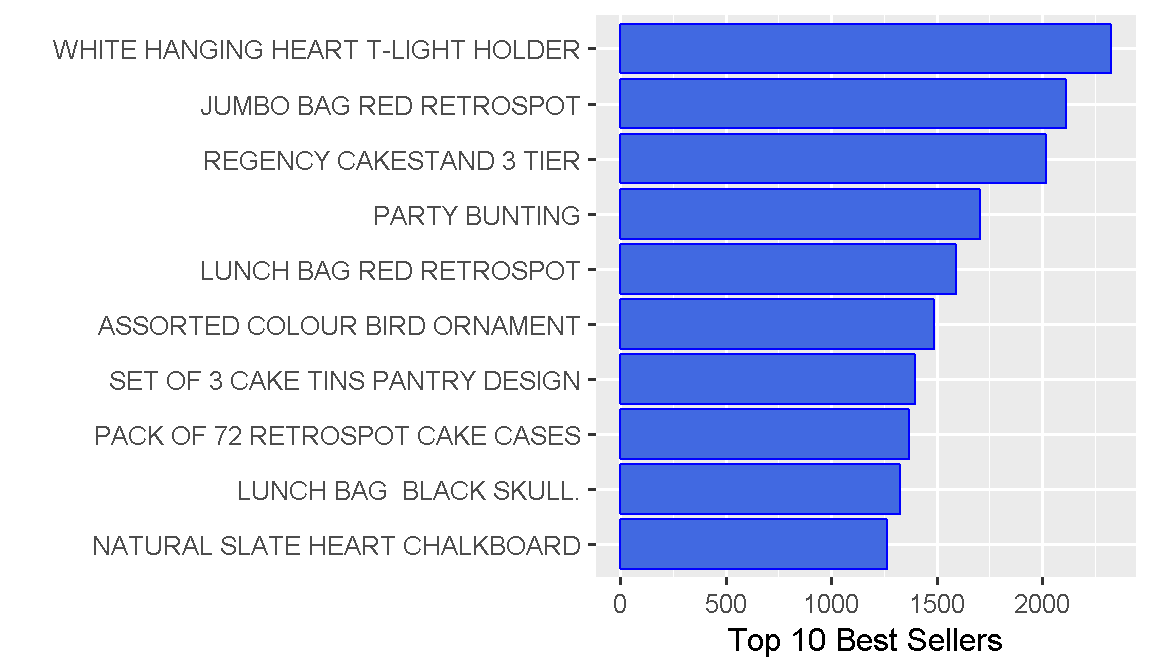 WHITE HANGING HEART T-LIGHT HOLDER
JUMBO BAG RED RETROSPOT
REGENCY CAKESTAND 3 TIER
PARTY BUNTING
LUNCH BAG RED RETROSPOT
ASSORTED COLOUR BIRD ORNAMENT
SET OF 3 CAKE TINS PANTRY DESIGN
PACK OF 72 RETROSPOT CAKE CASES
LUNCH BAG  BLACK SKULL.
NATURAL SLATE HEART CHALKBOARD
0 500 1000 1500 2000
Top 10 Best Sellers